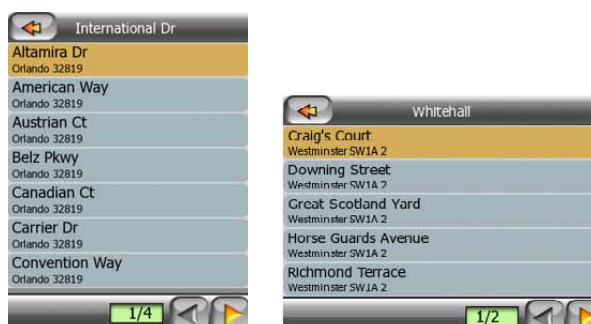 International Dr
Altamira Dr
Orlando 32819
American Way
Orlando 32819
Austrian Ct
Orlando 32819
Belz Pkwy
Orlando 32819
Canadian Ct
Orlando 32819
Carrier Dr
Orlando 32819
Convention Way
Orlando 32819
1/4
Whitehall
Craig's Court
Westminster SW1A 2
Downing Street
Westminster SW1A 2
Great Scotland Yard
Westminster SW1A 2
Horse Guards Avenue
Westminster SW1A 2
Richmond Terrace
Westminster SW1A 2
1/2